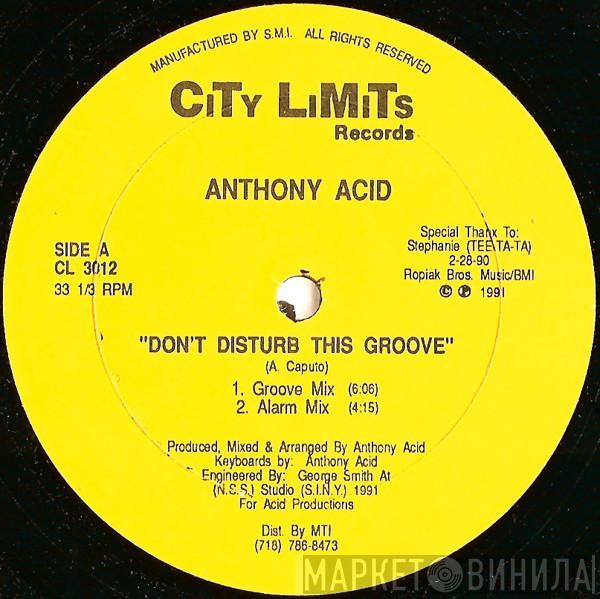 MANUFACTURED BY S.M.I. ALL RIGHTS RESERVED
CiTy LiMiTs
Records
ANTHONY ACID
SIDE A
CL 3012
33 1/3 RPM
Special Thanx To:
Stephanie (TEE-TA-TA)
2-28-90
Ropiak Bros. Music/BMI
© ℗ 1991
"DON'T DISTURB THIS GROOVE"
(A. Caputo)
1. Groove Mix (6:06)
2. Alarm Mix (4:15)
Produced, Mixed & Arranged By Anthony Acid
Keyboards by: Anthony Acid
Engineered By: George Smith At
(N.S.S.) Studio (S.I.N.Y.) 1991
For Acid Productions
Dist. By MTI
(718) 786-8473
МАРКЕТ ВИНИЛА